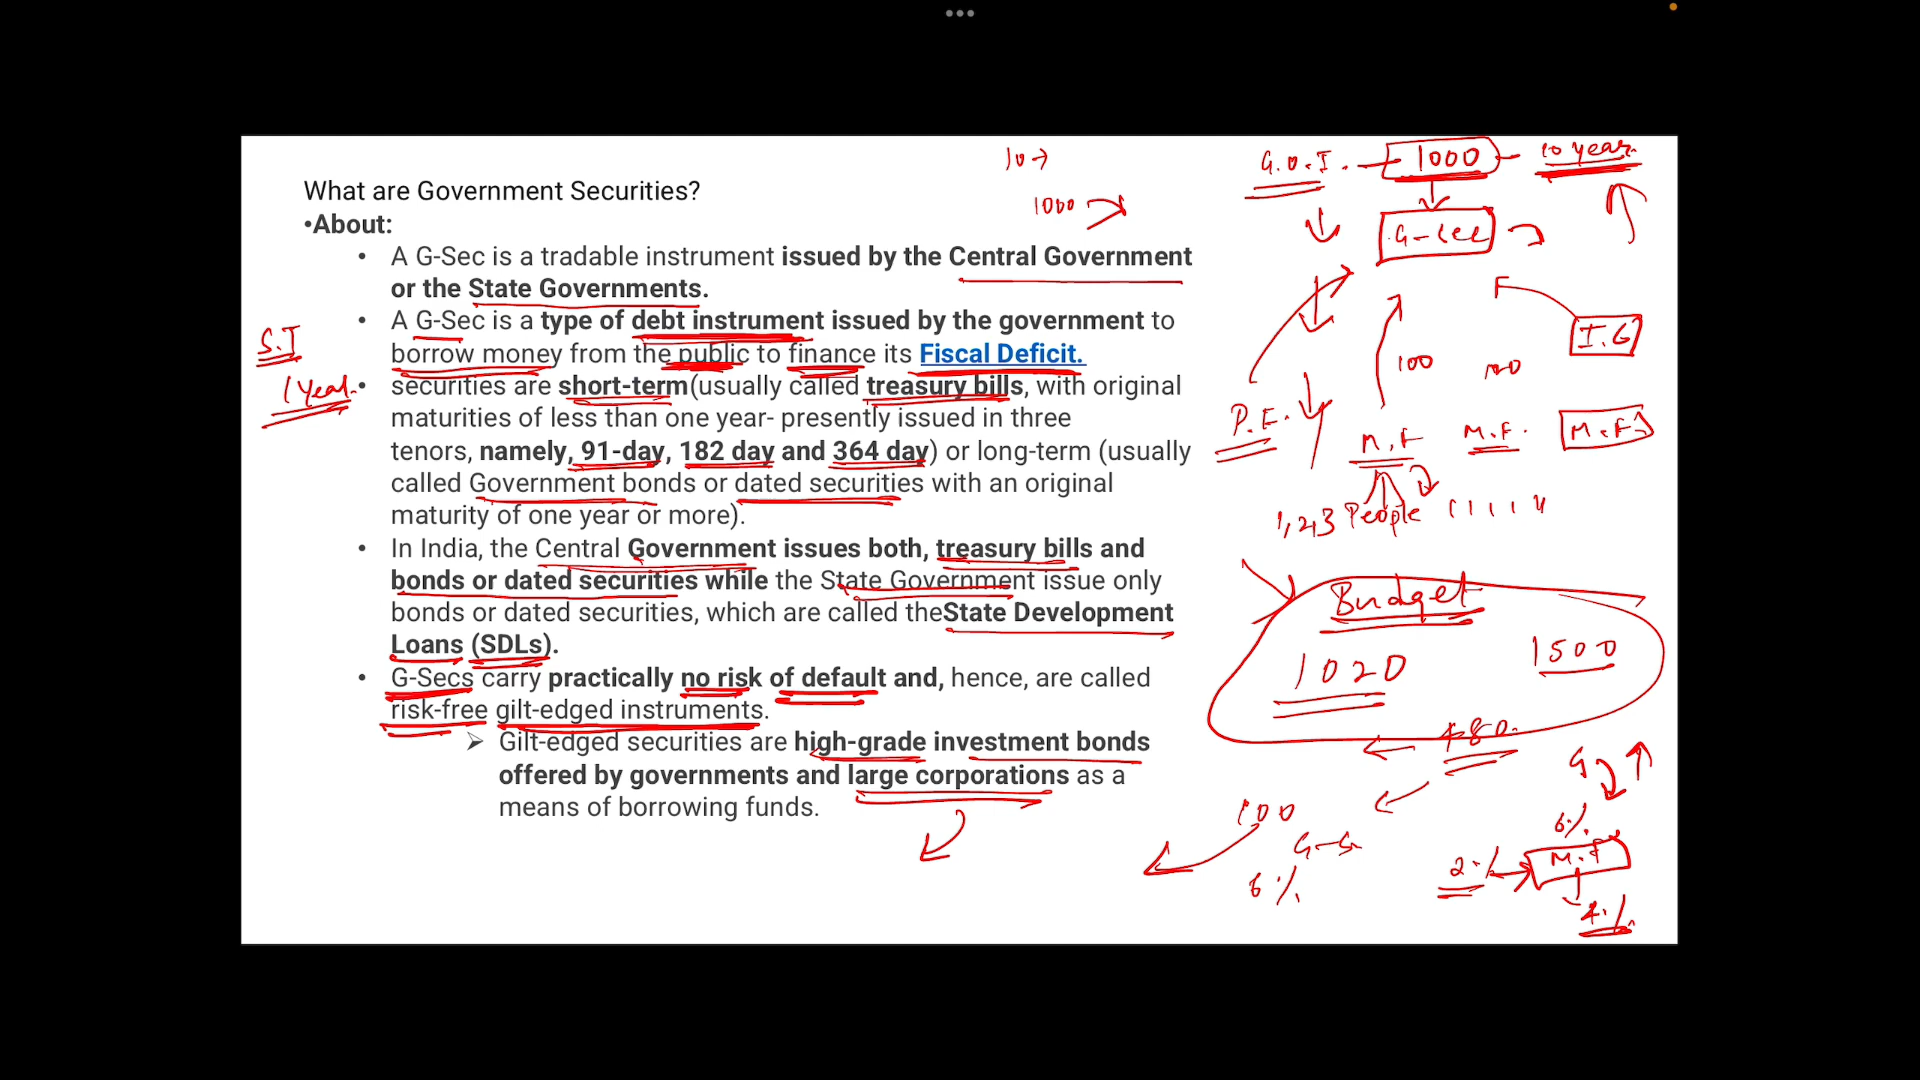 What are Government Securities?
•About:
• A G-Sec is a tradable instrument issued by the Central Government
or the State Governments.
• A G-Sec is a type of debt instrument issued by the government to
borrow money from the public to finance its Fiscal Deficit.
• securities are short-term(usually called treasury bills, with original
maturities of less than one year- presently issued in three
tenors, namely, 91-day, 182 day and 364 day) or long-term (usually
called Government bonds or dated securities with an original
maturity of one year or more).
• In India, the Central Government issues both, treasury bills and
bonds or dated securities while the State Government issue only
bonds or dated securities, which are called theState Development
Loans (SDLs).
• G-Secs carry practically no risk of default and, hence, are called
risk-free gilt-edged instruments.
➢ Gilt-edged securities are high-grade investment bonds
offered by governments and large corporations as a
means of borrowing funds.
S.T
1 Year.
10
1000
G.O.I. 1000 10 year.
G-Sec
I.G
100 100
P.F. M.F M.F. M.F
1,2,3 People
Budget
1020 1500
480.
100
G-S
6%
G
6%
2% M.F
4%